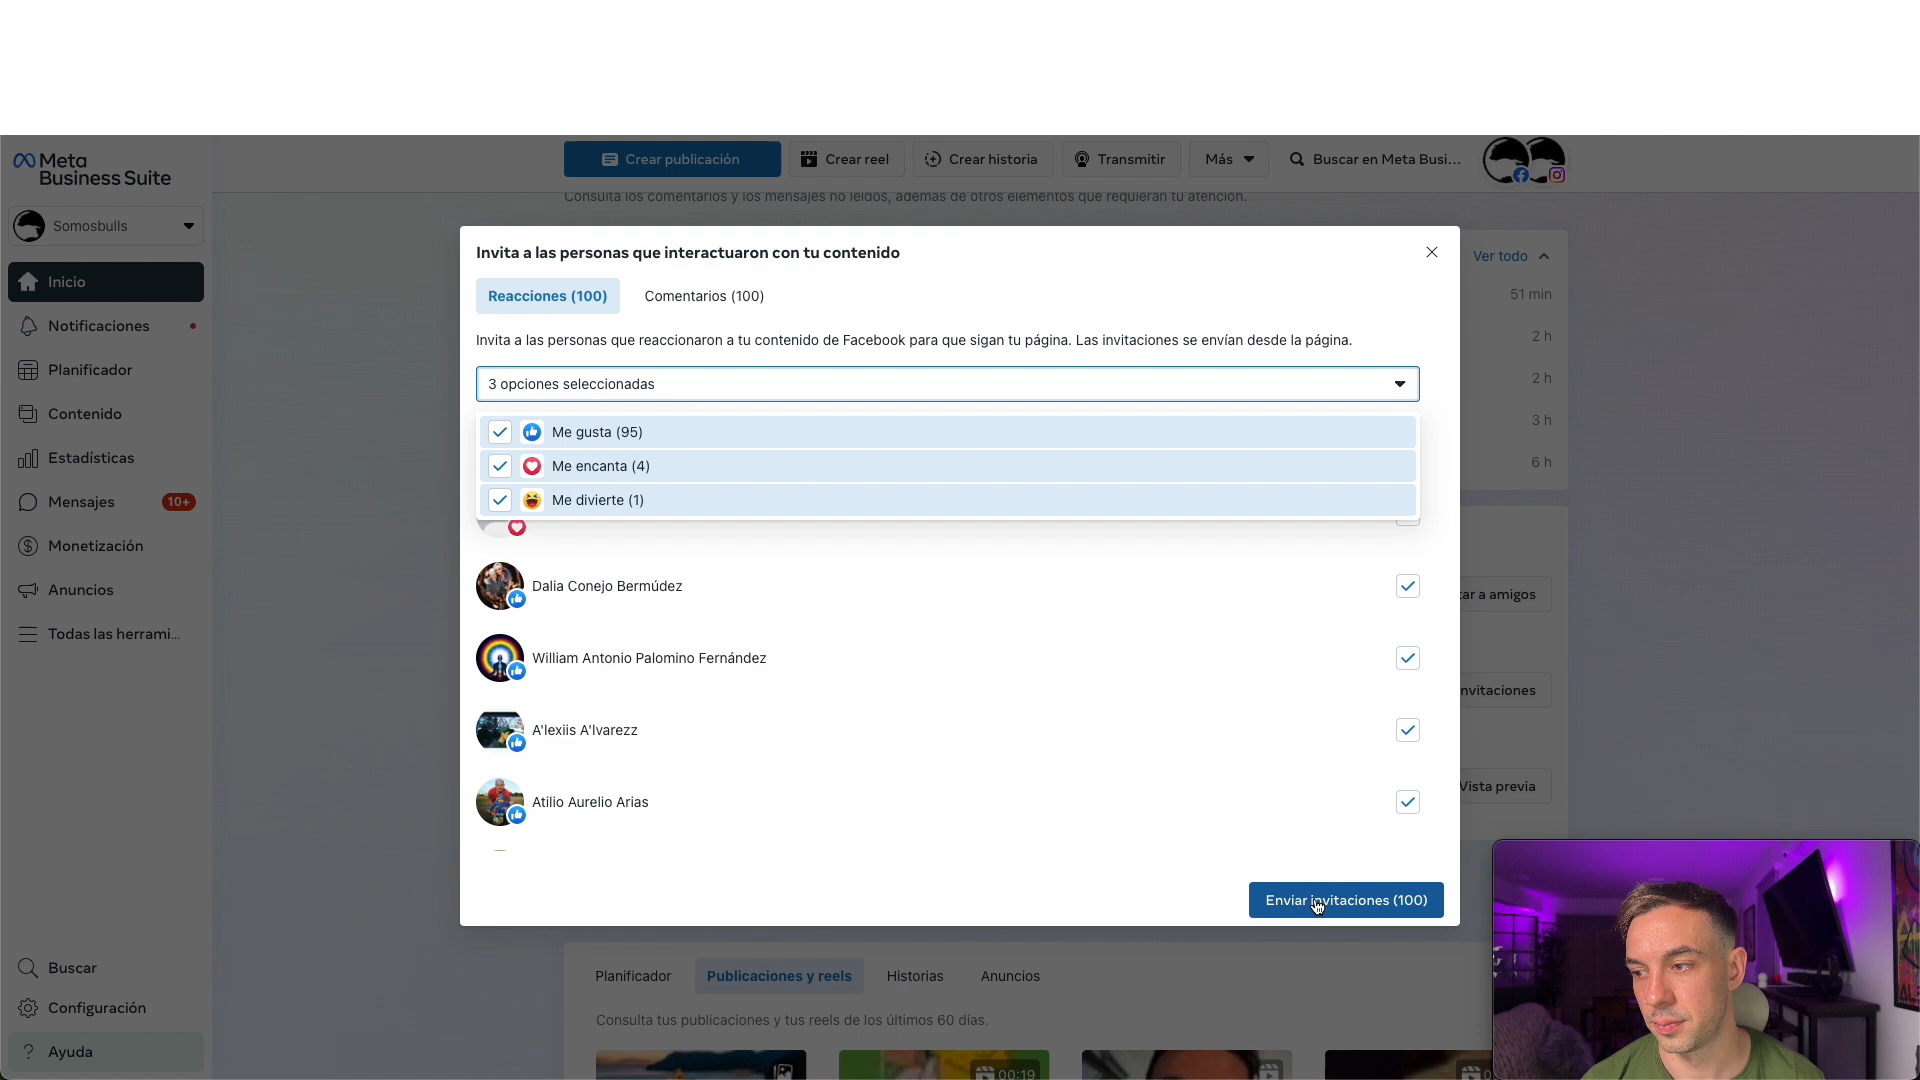 Meta
Business Suite
Crear publicación
Crear reel
Crear historia
Transmitir
Más
Buscar en Meta Busi...
Consulta los comentarios y los mensajes no leídos, además de otros elementos que requieran tu atención.
Somosbulls
Inicio
Notificaciones
Planificador
Contenido
Estadísticas
Mensajes
10+
Monetización
Anuncios
Todas las herrami...
Buscar
Configuración
Ayuda
Invita a las personas que interactuaron con tu contenido
Reacciones (100)
Comentarios (100)
Invita a las personas que reaccionaron a tu contenido de Facebook para que sigan tu página. Las invitaciones se envían desde la página.
3 opciones seleccionadas
Me gusta (95)
Me encanta (4)
Me divierte (1)
Dalia Conejo Bermúdez
William Antonio Palomino Fernández
A'lexiis A'lvarezz
Atilio Aurelio Arias
Enviar invitaciones (100)
Ver todo
51 min
2 h
2 h
3 h
6 h
a amigos
Vista previa
Planificador
Publicaciones y reels
Historias
Anuncios
Consulta tus publicaciones y tus reels de los últimos 60 días.
00:19